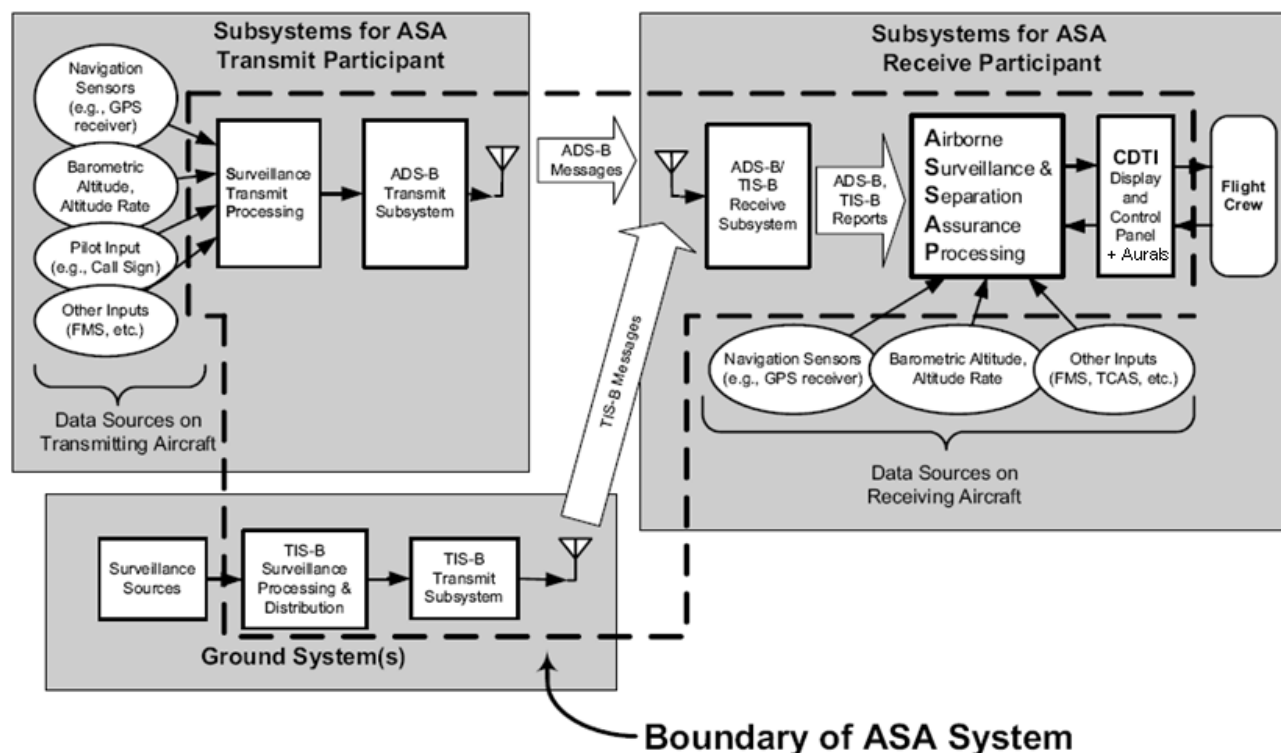 Subsystems for ASA
Transmit Participant
Navigation
Sensors
(e.g., GPS
receiver)
Barometric
Altitude,
Altitude Rate
Pilot Input
(e.g., Call Sign)
Other Inputs
(FMS, etc.)
Data Sources on
Transmitting Aircraft
Surveillance
Transmit
Processing
ADS-B
Transmit
Subsystem
ADS-B
Messages
Subsystems for ASA
Receive Participant
ADS-B/
TIS-B
Receive
Subsystem
ADS-B,
TIS-B
Reports
Airborne
Surveillance &
Separation
Assurance
Processing
CDTI
Display
and
Control
Panel
+ Aurals
Flight
Crew
Navigation Sensors
(e.g., GPS receiver)
Barometric Altitude,
Altitude Rate
Other Inputs
(FMS, TCAS, etc.)
Data Sources on
Receiving Aircraft
TIS-B Messages
Surveillance
Sources
TIS-B
Surveillance
Processing &
Distribution
TIS-B
Transmit
Subsystem
Ground System(s)
Boundary of ASA System